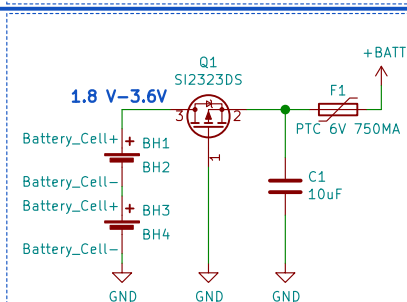 +BATT
Q1
SI2323DS
1.8 V-3.6V
3
2
1
F1
PTC 6V 750MA
Battery_Cell+
BH1
BH2
Battery_Cell-
Battery_Cell+
BH3
BH4
Battery_Cell-
C1
10uF
GND
GND
GND